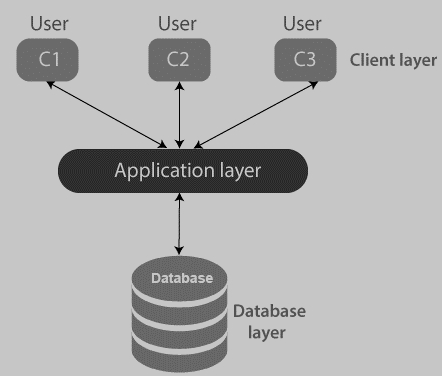 User
User
User
C1
C2
C3
Client layer
Application layer
Database
Database
layer